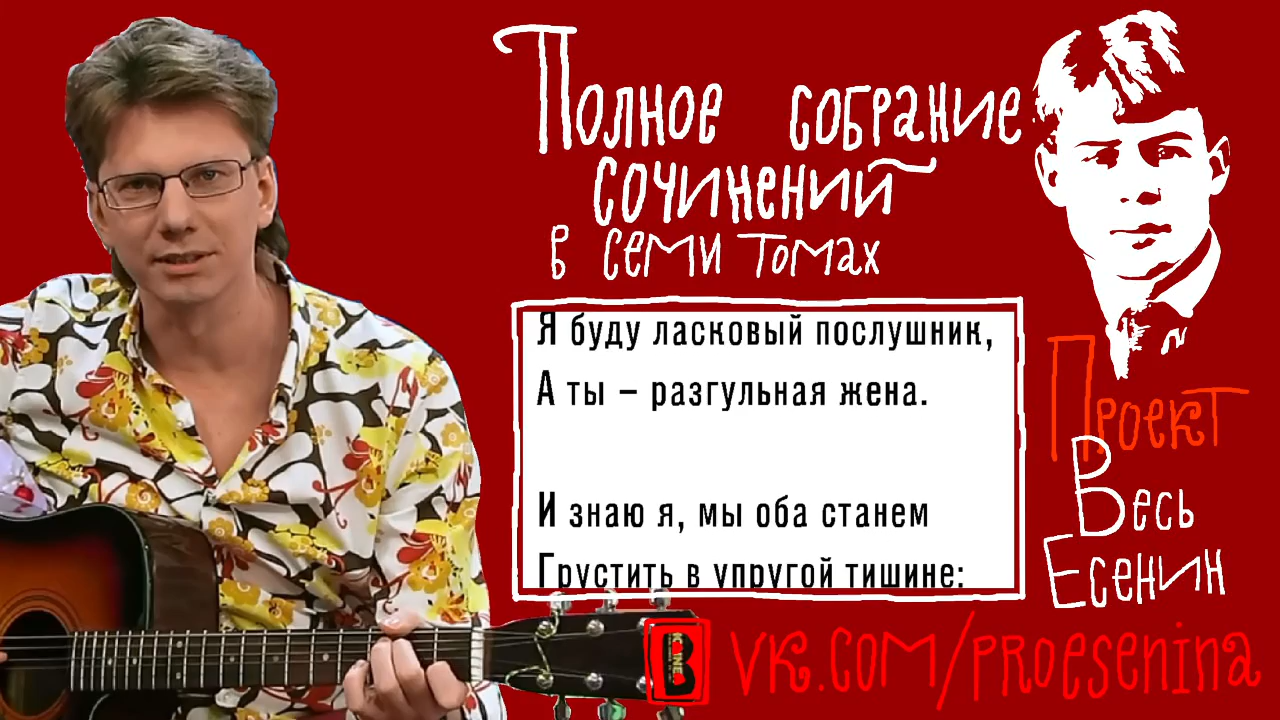 Полное собрание
сочинений
в семи томах
Я буду ласковый послушник,
А ты – разгульная жена.
И знаю я, мы оба станем
Грустить в упругой тишине:
Проект
Весь
Есенин
В vk.com/proesenina